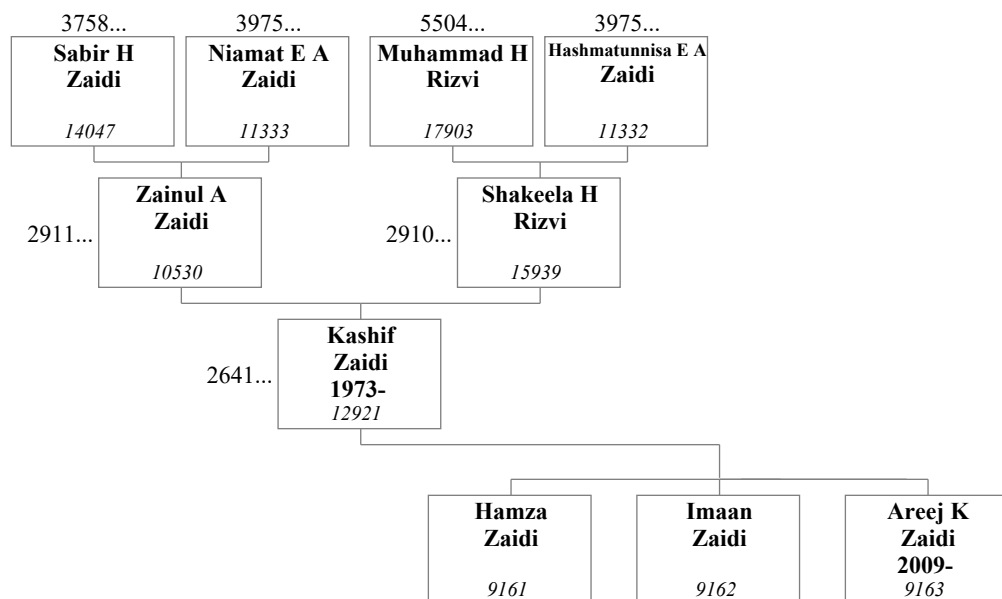 3758...
3975...
5504...
3975...
Sabir H
Zaidi
14047
Niamat E A
Zaidi
11333
Muhammad H
Rizvi
17903
Hashmatunnisa E A
Zaidi
11332
2911...
Zainul A
Zaidi
10530
2910...
Shakeela H
Rizvi
15939
2641...
Kashif
Zaidi
1973-
12921
Hamza
Zaidi
9161
Imaan
Zaidi
9162
Areej K
Zaidi
2009-
9163